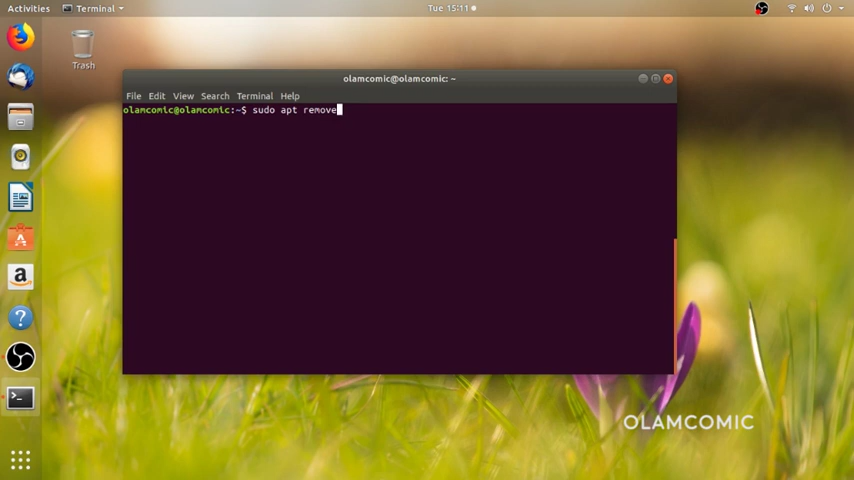 Activities Terminal Tue 15:11
Trash
olamcomic@olamcomic: ~
File Edit View Search Terminal Help
olamcomic@olamcomic:~$ sudo apt remove
OLAMCOMIC